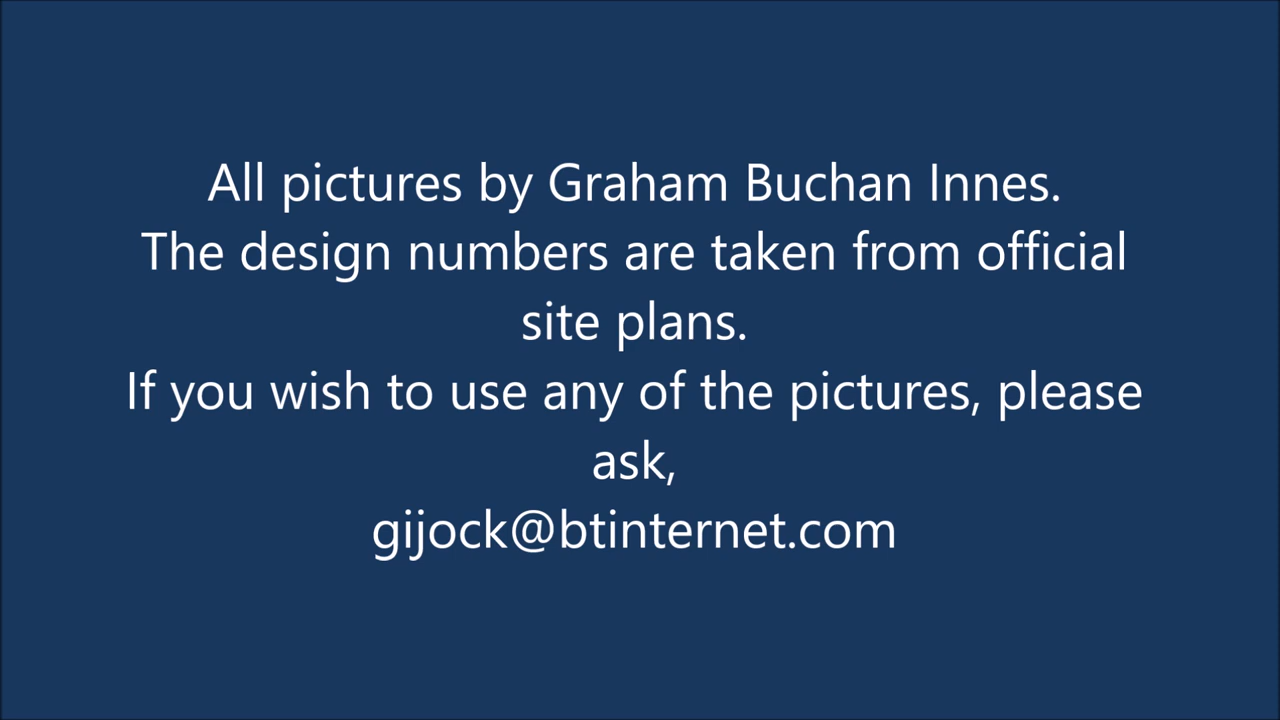 All pictures by Graham Buchan Innes.
The design numbers are taken from official
site plans.
If you wish to use any of the pictures, please
ask,
gijock@btinternet.com